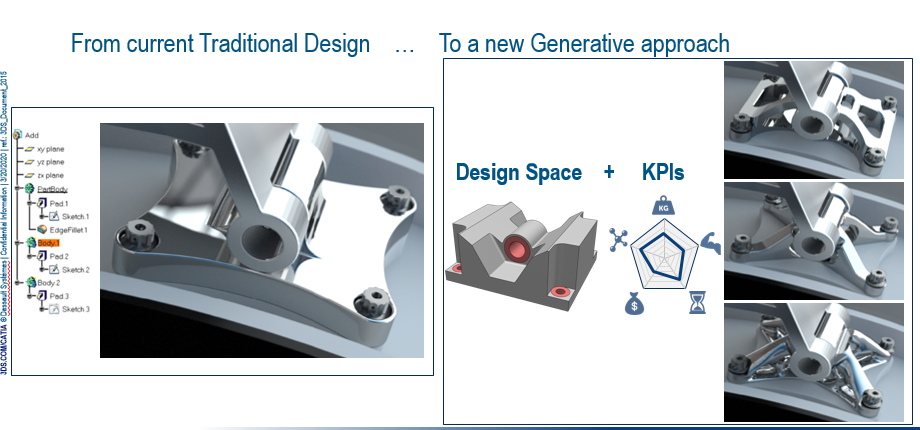 From current Traditional Design … To a new Generative approach
3DS.COM/CATIA © Dassault Systèmes | Confidential Information | 3/20/2020 | ref.: 3DS_Document_2015
Add
xy plane
yz plane
zx plane
PartBody
Pad.1
Sketch.1
EdgeFillet.1
Body.1
Pad.2
Sketch.2
Body.2
Pad.3
Sketch.3
Design Space + KPIs
KG
$